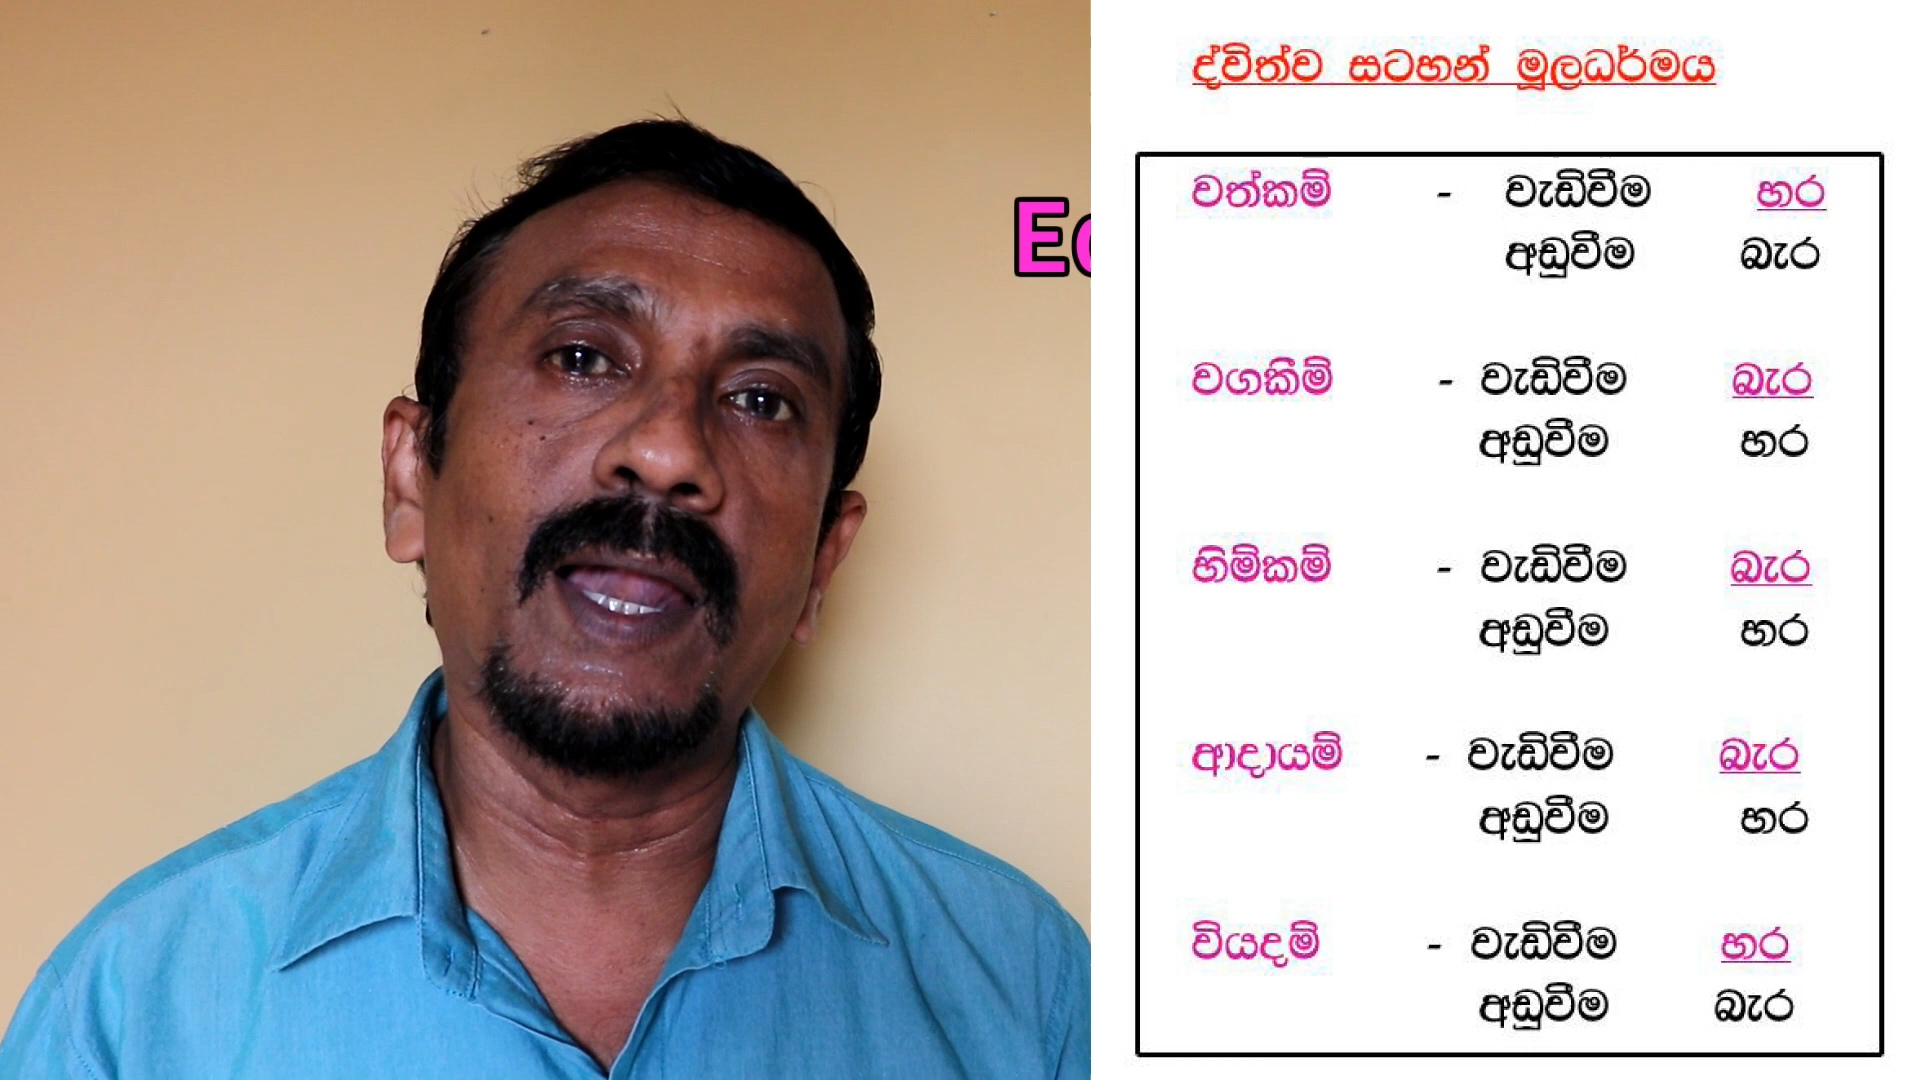 ද්විත්ව සටහන් මූලධර්මය
Ed
වත්කම් - වැඩිවීම හර
අඩුවීම බැර
වගකීම් - වැඩිවීම බැර
අඩුවීම හර
හිම්කම් - වැඩිවීම බැර
අඩුවීම හර
ආදායම් - වැඩිවීම බැර
අඩුවීම හර
වියදම් - වැඩිවීම හර
අඩුවීම බැර